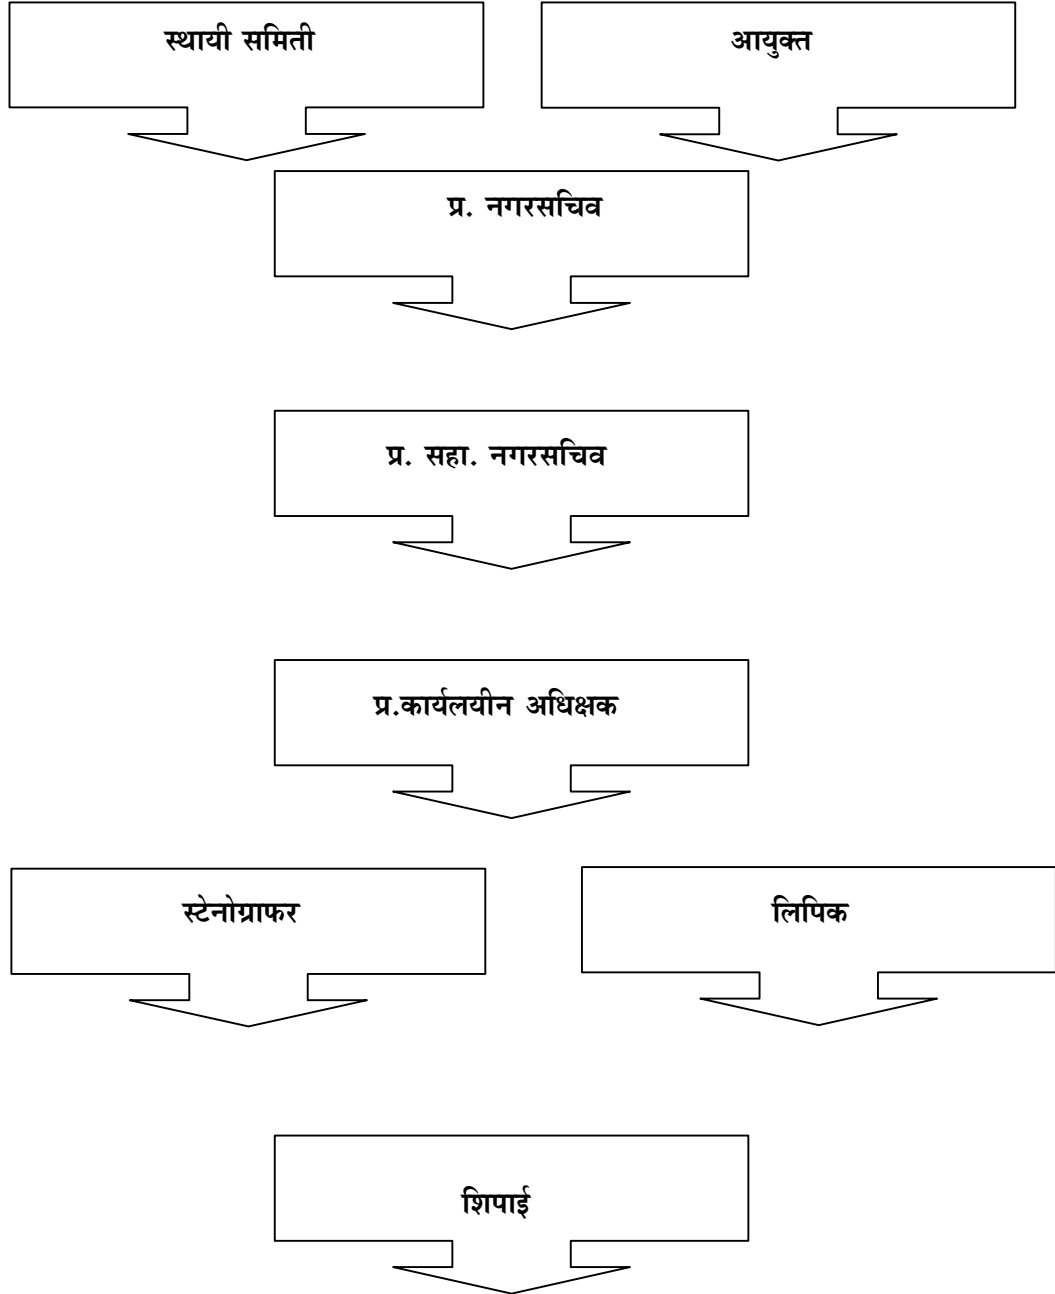 स्थायी समिती
आयुक्त
प्र. नगरसचिव
प्र. सहा. नगरसचिव
प्र.कार्यलयीन अधिक्षक
स्टेनोग्राफर
लिपिक
शिपाई